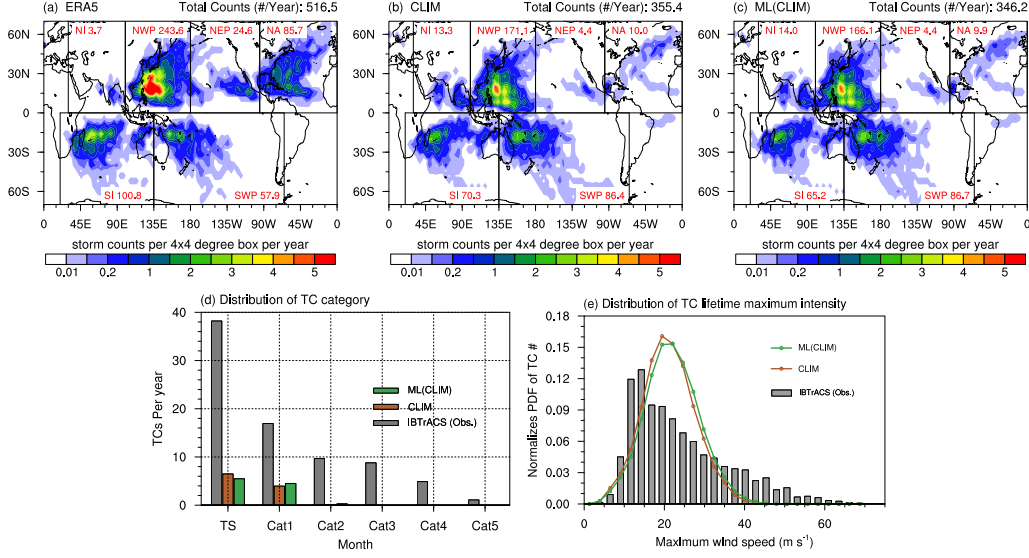 (a) ERA5 Total Counts (#/Year): 516.5
(b) CLIM Total Counts (#/Year): 355.4
(c) ML(CLIM) Total Counts (#/Year): 346.2
NI 3.7 NWP 243.6 NEP 24.6 NA 85.7
NI 13.3 NWP 171.1 NEP 4.4 NA 10.0
NI 14.0 NWP 166.1 NEP 4.4 NA 9.9
60N
30N
0
30S
60S
60N
30N
0
30S
60S
60N
30N
0
30S
60S
SI 100.8 SWP 57.9
SI 70.3 SWP 86.4
SI 65.2 SWP 86.7
0 45E 90E 135E 180 135W 90W 45W 0
0 45E 90E 135E 180 135W 90W 45W 0
0 45E 90E 135E 180 135W 90W 45W 0
storm counts per 4x4 degree box per year
storm counts per 4x4 degree box per year
storm counts per 4x4 degree box per year
0.01 0.2 1 2 3 4 5
0.01 0.2 1 2 3 4 5
0.01 0.2 1 2 3 4 5
(d) Distribution of TC category
TCs Per year
40
30
20
10
0
ML(CLIM)
CLIM
IBTrACS (Obs.)
TS Cat1 Cat2 Cat3 Cat4 Cat5
Month
(e) Distribution of TC lifetime maximum intensity
Normalizes PDF of TC #
0.18
0.15
0.12
0.09
0.06
0.03
0.00
ML(CLIM)
CLIM
IBTrACS (Obs.)
0 20 40 60
Maximum wind speed (m s⁻¹)